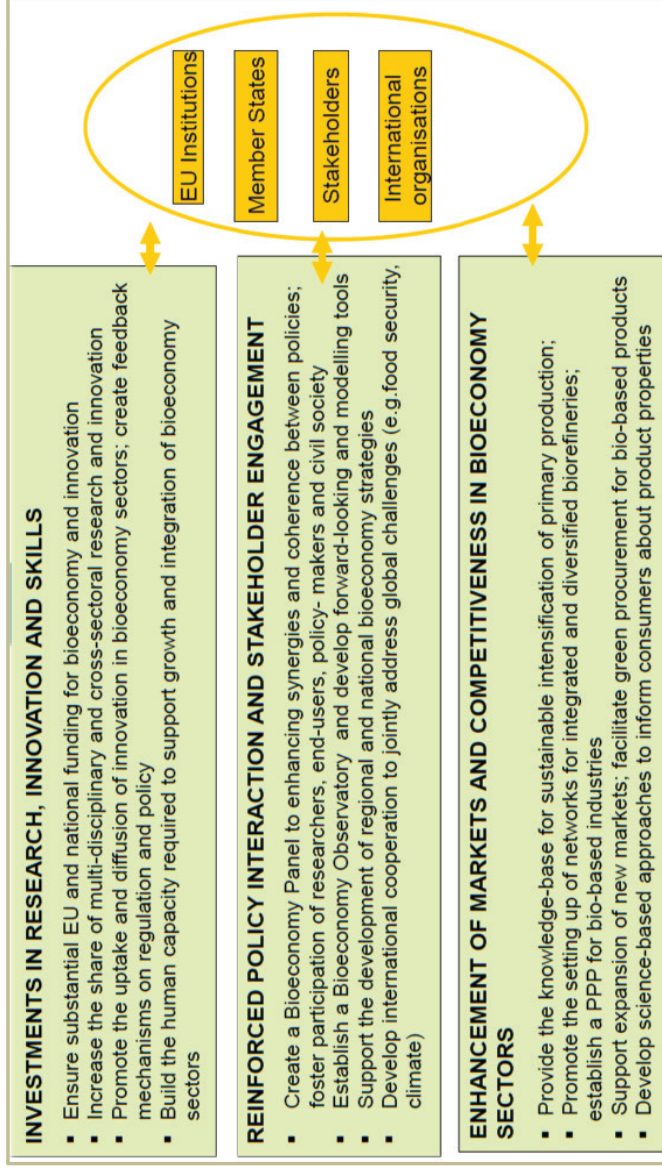 INVESTMENTS IN RESEARCH, INNOVATION AND SKILLS
▪ Ensure substantial EU and national funding for bioeconomy and innovation
▪ Increase the share of multi-disciplinary and cross-sectoral research and innovation
▪ Promote the uptake and diffusion of innovation in bioeconomy sectors; create feedback
mechanisms on regulation and policy
▪ Build the human capacity required to support growth and integration of bioeconomy
sectors
REINFORCED POLICY INTERACTION AND STAKEHOLDER ENGAGEMENT
▪ Create a Bioeconomy Panel to enhancing synergies and coherence between policies;
foster participation of researchers, end-users, policy- makers and civil society
▪ Establish a Bioeconomy Observatory and develop forward-looking and modelling tools
▪ Support the development of regional and national bioeconomy strategies
▪ Develop international cooperation to jointly address global challenges (e.g.food security,
climate)
ENHANCEMENT OF MARKETS AND COMPETITIVENESS IN BIOECONOMY
SECTORS
▪ Provide the knowledge-base for sustainable intensification of primary production;
▪ Promote the setting up of networks for integrated and diversified biorefineries;
establish a PPP for bio-based industries
▪ Support expansion of new markets; facilitate green procurement for bio-based products
▪ Develop science-based approaches to inform consumers about product properties
EU Institutions
Member States
Stakeholders
International
organisations